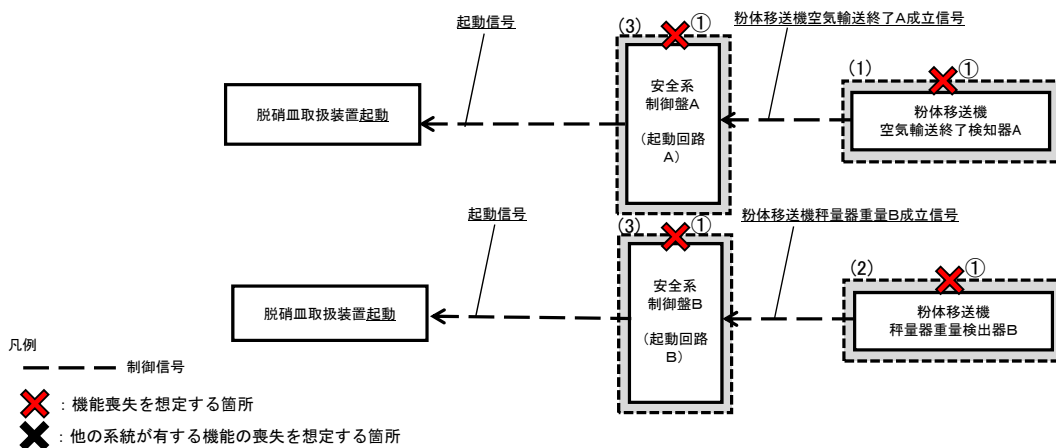 起動信号
(3)
①
粉体移送機空気輸送終了A成立信号
(1)
①
脱硝皿取扱装置起動
安全系
制御盤A
(起動回路
A)
粉体移送機
空気輸送終了検知器A
起動信号
(3)
①
粉体移送機秤量器重量B成立信号
(2)
①
脱硝皿取扱装置起動
安全系
制御盤B
(起動回路
B)
粉体移送機
秤量器重量検出器B
凡例
制御信号
：機能喪失を想定する箇所
：他の系統が有する機能の喪失を想定する箇所